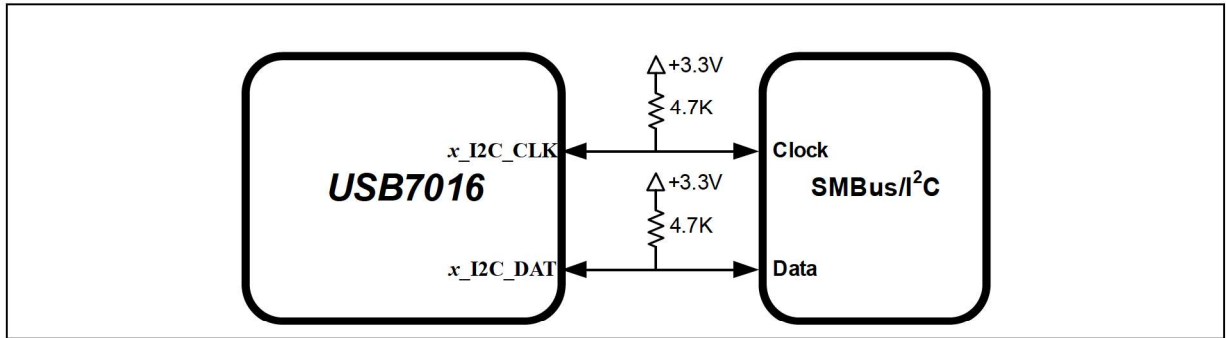 +3.3V
4.7K
x_I2C_CLK
Clock
USB7016
+3.3V
SMBus/I²C
4.7K
x_I2C_DAT
Data